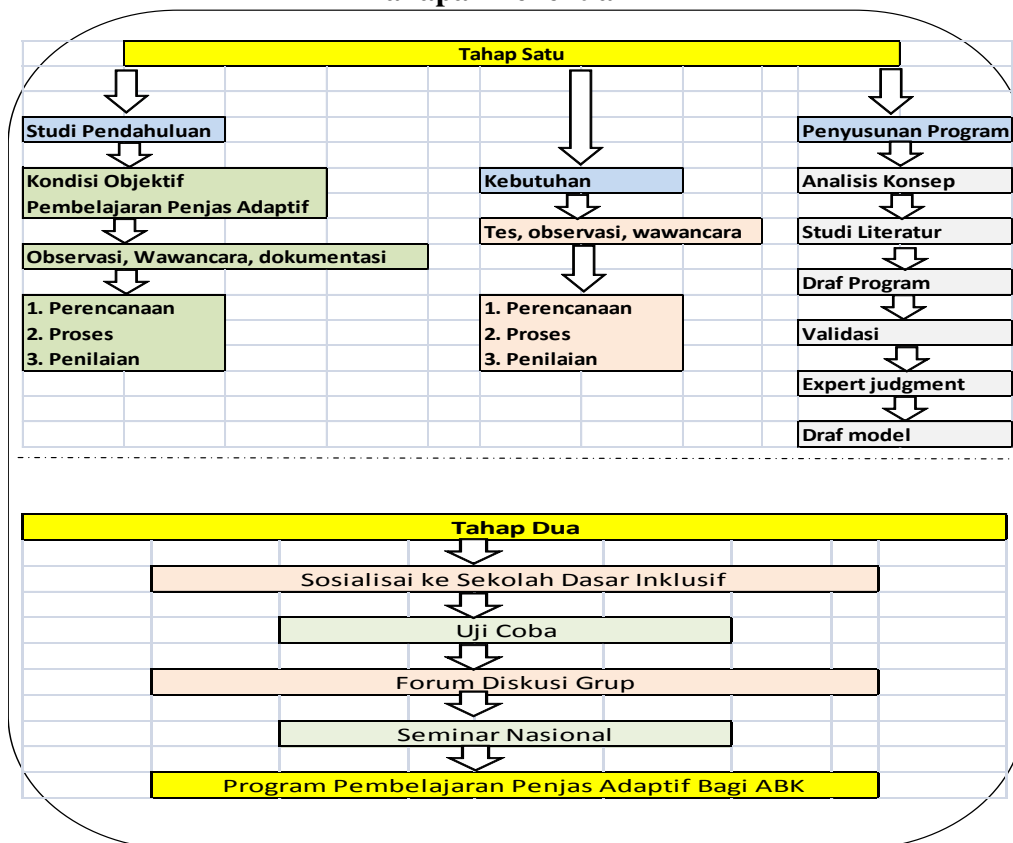 Tahap Satu
Studi Pendahuluan
Kondisi Objektif
Pembelajaran Penjas Adaptif
Observasi, Wawancara, dokumentasi
1. Perencanaan
2. Proses
3. Penilaian
Kebutuhan
Tes, observasi, wawancara
1. Perencanaan
2. Proses
3. Penilaian
Penyusunan Program
Analisis Konsep
Studi Literatur
Draf Program
Validasi
Expert judgment
Draf model
Tahap Dua
Sosialisai ke Sekolah Dasar Inklusif
Uji Coba
Forum Diskusi Grup
Seminar Nasional
Program Pembelajaran Penjas Adaptif Bagi ABK